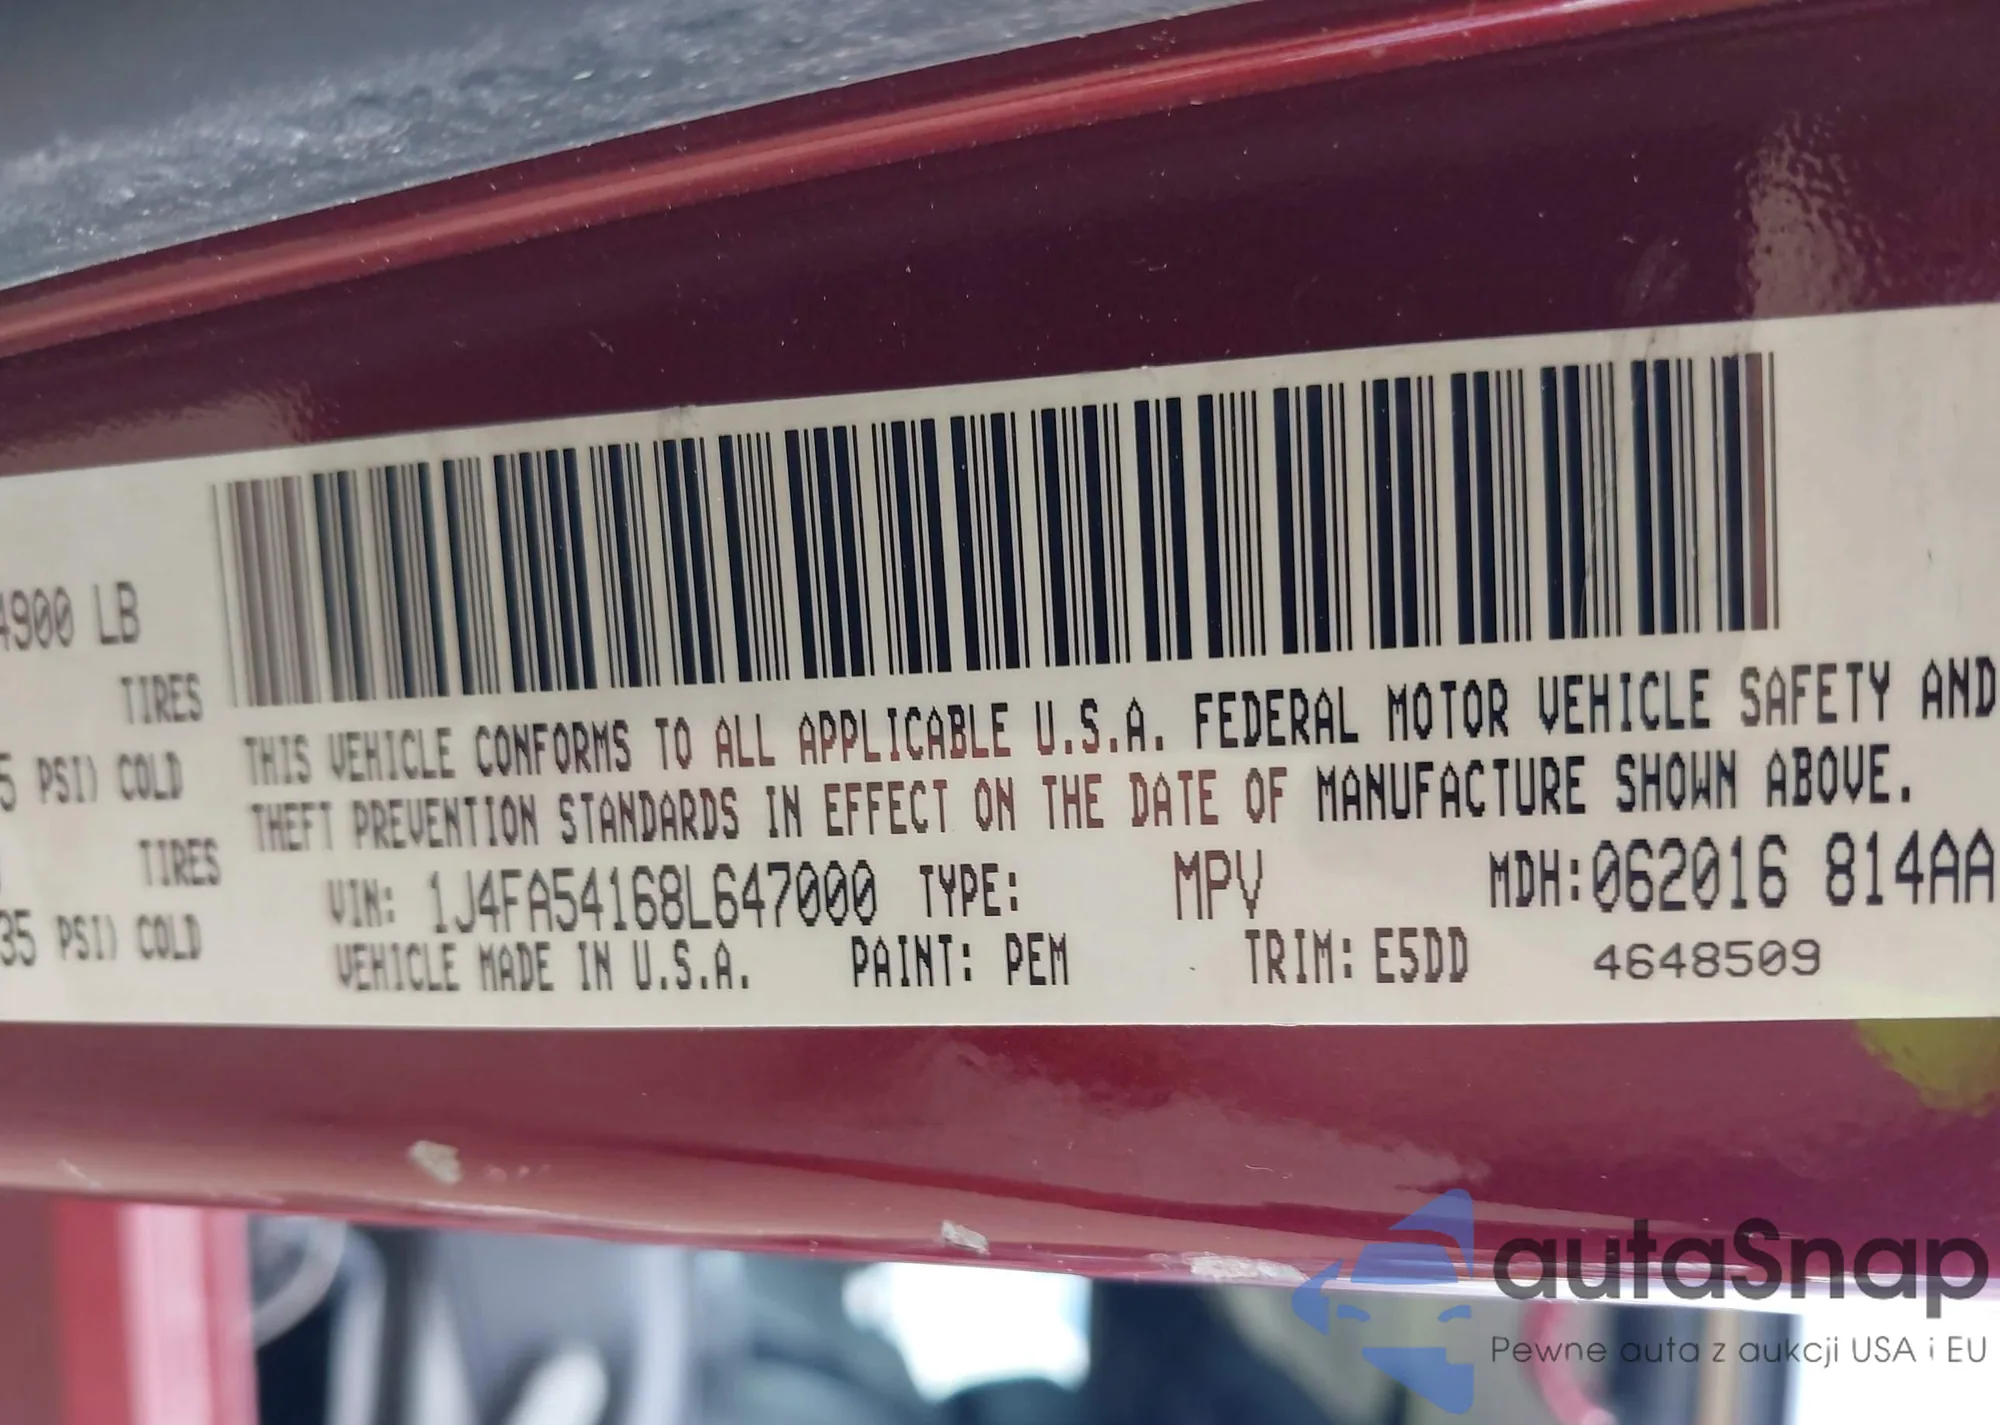 4900 LB
TIRES
5 PSI) COLD
TIRES
35 PSI) COLD
THIS VEHICLE CONFORMS TO ALL APPLICABLE U.S.A. FEDERAL MOTOR VEHICLE SAFETY AND
THEFT PREVENTION STANDARDS IN EFFECT ON THE DATE OF MANUFACTURE SHOWN ABOVE.
VIN: 1J4FA54168L647000 TYPE: MPV MDH:062016 814AA
VEHICLE MADE IN U.S.A. PAINT: PEM TRIM: E5DD 4648509
autaSnap
Pewne auta z aukcji USA i EU